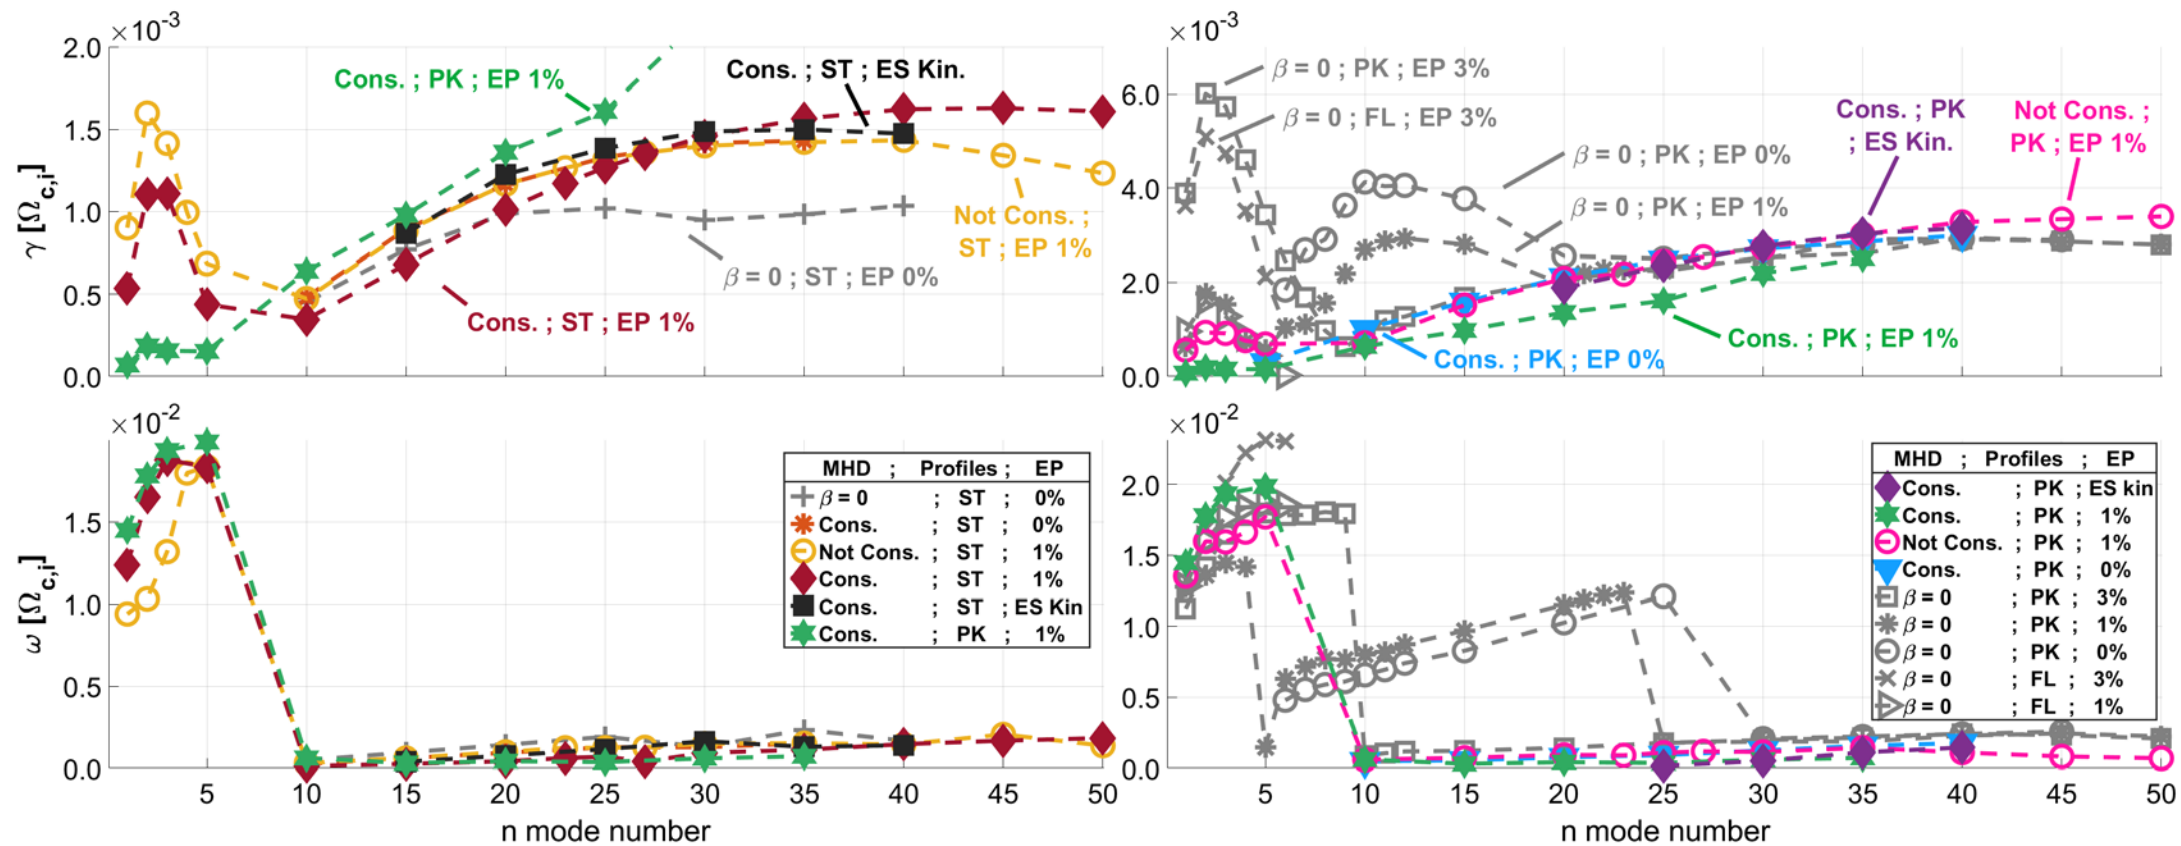 ×10⁻³
2.0
1.5
1.0
0.5
0.0
γ [Ω_c,i]
Cons. ; PK ; EP 1%
Cons. ; ST ; ES Kin.
Not Cons. ;
ST ; EP 1%
β = 0 ; ST ; EP 0%
Cons. ; ST ; EP 1%
×10⁻³
6.0
4.0
2.0
0.0
β = 0 ; PK ; EP 3%
β = 0 ; FL ; EP 3%
β = 0 ; PK ; EP 0%
β = 0 ; PK ; EP 1%
Cons. ; PK
; ES Kin.
Not Cons. ;
PK ; EP 1%
Cons. ; PK ; EP 1%
Cons. ; PK ; EP 0%
×10⁻²
1.5
1.0
0.5
0.0
ω [Ω_c,i]
MHD ; Profiles ; EP
β = 0 ; ST ; 0%
Cons. ; ST ; 0%
Not Cons. ; ST ; 1%
Cons. ; ST ; 1%
Cons. ; ST ; ES Kin
Cons. ; PK ; 1%
5 10 15 20 25 30 35 40 45 50
n mode number
×10⁻²
2.0
1.5
1.0
0.5
0.0
MHD ; Profiles ; EP
Cons. ; PK ; ES kin
Cons. ; PK ; 1%
Not Cons. ; PK ; 1%
Cons. ; PK ; 0%
β = 0 ; PK ; 3%
β = 0 ; PK ; 1%
β = 0 ; PK ; 0%
β = 0 ; FL ; 3%
β = 0 ; FL ; 1%
5 10 15 20 25 30 35 40 45 50
n mode number